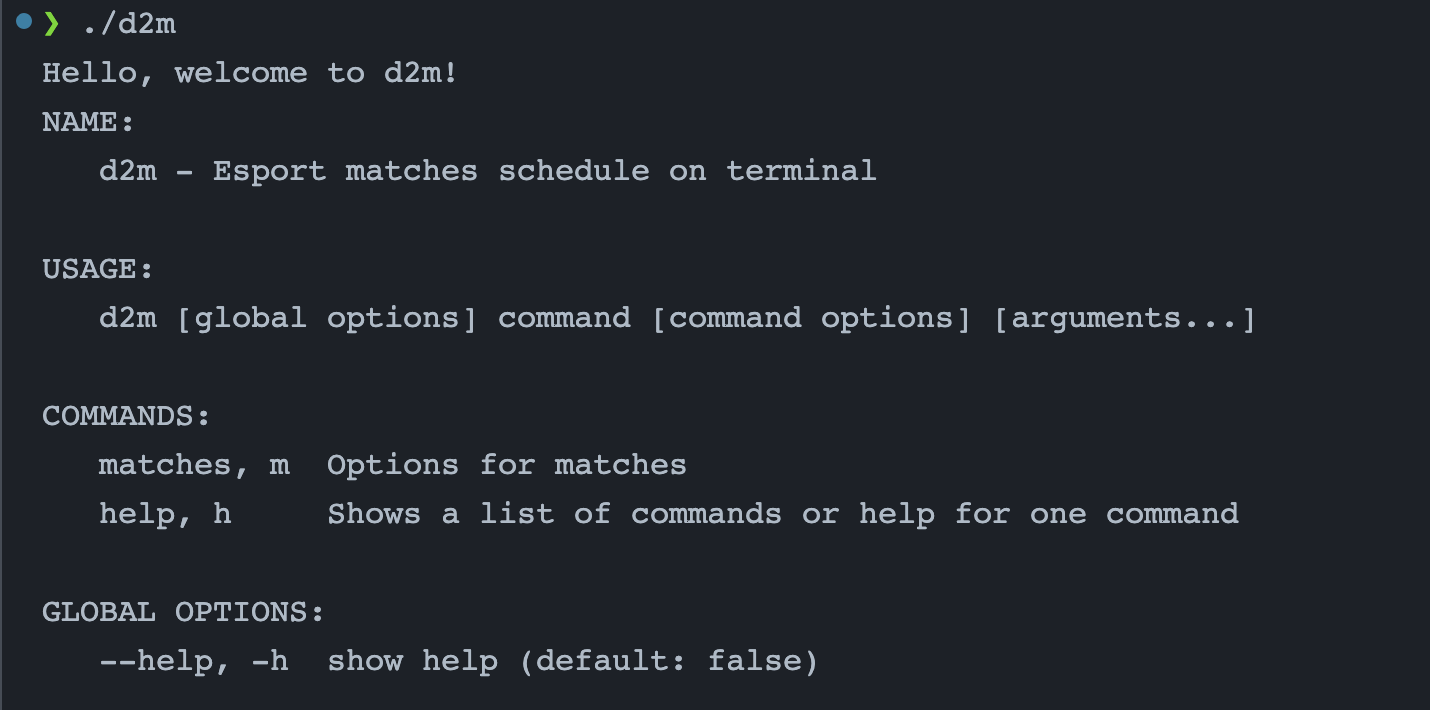 ❯ ./d2m
Hello, welcome to d2m!
NAME:
   d2m - Esport matches schedule on terminal

USAGE:
   d2m [global options] command [command options] [arguments...]

COMMANDS:
   matches, m  Options for matches
   help, h     Shows a list of commands or help for one command

GLOBAL OPTIONS:
   --help, -h  show help (default: false)